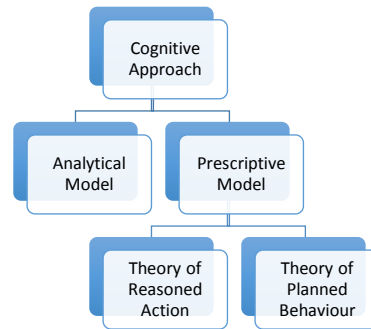 Cognitive
Approach
Analytical
Model
Prescriptive
Model
Theory of
Reasoned
Action
Theory of
Planned
Behaviour